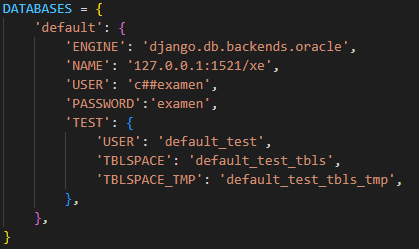 DATABASES = {
    'default': {
        'ENGINE': 'django.db.backends.oracle',
        'NAME': '127.0.0.1:1521/xe',
        'USER': 'c##examen',
        'PASSWORD':'examen',
        'TEST': {
            'USER': 'default_test',
            'TBLSPACE': 'default_test_tbls',
            'TBLSPACE_TMP': 'default_test_tbls_tmp',
        },
    },
}